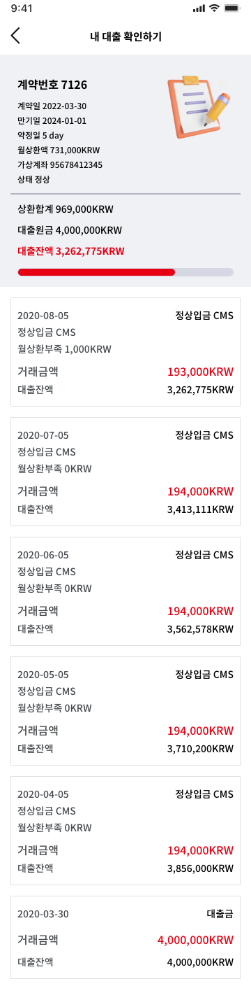 9:41
내 대출 확인하기
계약번호 7126
계약일 2022-03-30
만기일 2024-01-01
약정일 5 day
월상환액 731,000KRW
가상계좌 95678412345
상태 정상
상환합계 969,000KRW
대출원금 4,000,000KRW
대출잔액 3,262,775KRW
2020-08-05 정상입금 CMS
정상입금 CMS
월상환부족 1,000KRW
거래금액 193,000KRW
대출잔액 3,262,775KRW
2020-07-05 정상입금 CMS
정상입금 CMS
월상환부족 0KRW
거래금액 194,000KRW
대출잔액 3,413,111KRW
2020-06-05 정상입금 CMS
정상입금 CMS
월상환부족 0KRW
거래금액 194,000KRW
대출잔액 3,562,578KRW
2020-05-05 정상입금 CMS
정상입금 CMS
월상환부족 0KRW
거래금액 194,000KRW
대출잔액 3,710,200KRW
2020-04-05 정상입금 CMS
정상입금 CMS
월상환부족 0KRW
거래금액 194,000KRW
대출잔액 3,856,000KRW
2020-03-30 대출금
거래금액 4,000,000KRW
대출잔액 4,000,000KRW